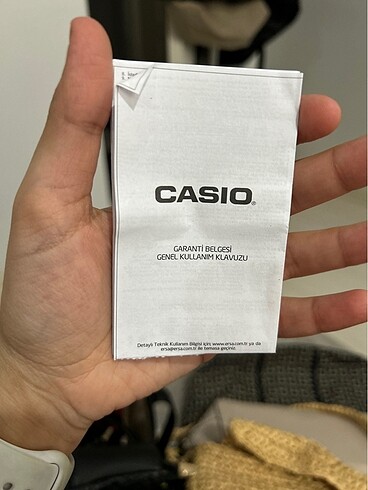 CASIO®
GARANTİ BELGESİ
GENEL KULLANIM KLAVUZU
Detaylı Teknik Kullanım Bilgisi için: www.ersa.com.tr ya da
ersa@ersa.com.tr ile temasa geçiniz.